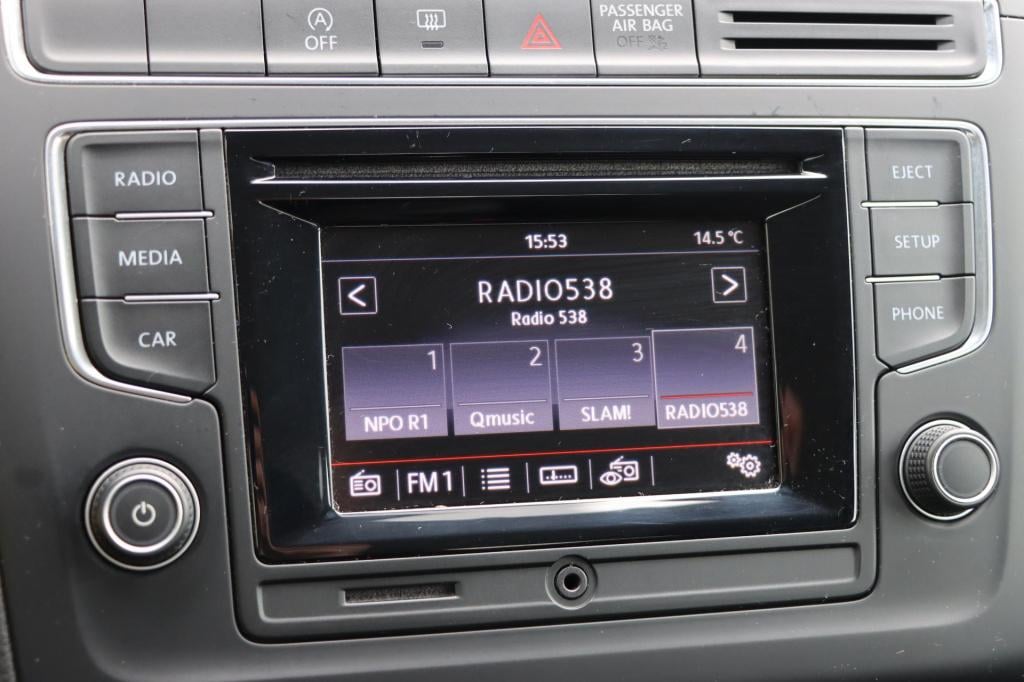 A
OFF
PASSENGER
AIR BAG
OFF
RADIO
MEDIA
CAR
15:53 14.5 °C
< RADIO538 >
Radio 538
1 2 3 4
NPO R1 Qmusic SLAM! RADIO538
FM1
EJECT
SETUP
PHONE